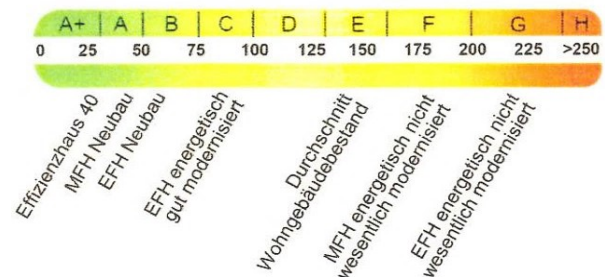 A+ A B C D E F G H
0 25 50 75 100 125 150 175 200 225 >250
Effizienzhaus 40
MFH Neubau
EFH Neubau
EFH energetisch
gut modernisiert
Durchschnitt
Wohngebäudebestand
MFH energetisch nicht
wesentlich modernisiert
EFH energetisch nicht
wesentlich modernisiert